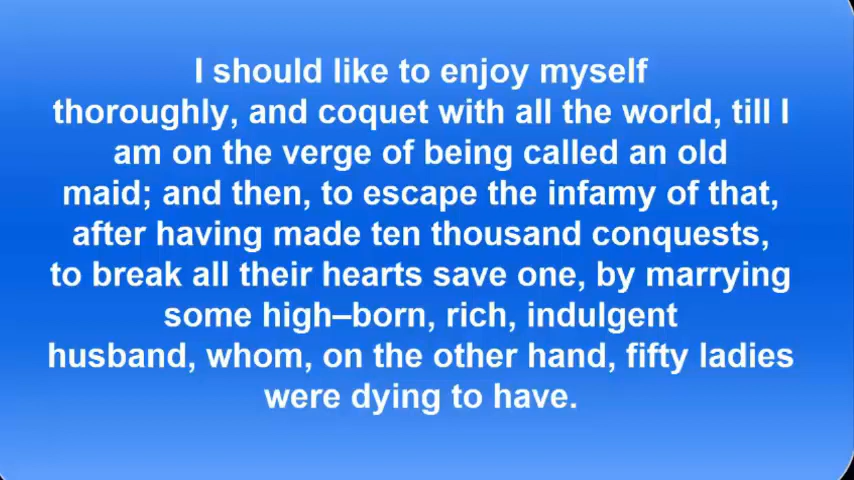 I should like to enjoy myself
thoroughly, and coquet with all the world, till I
am on the verge of being called an old
maid; and then, to escape the infamy of that,
after having made ten thousand conquests,
to break all their hearts save one, by marrying
some high–born, rich, indulgent
husband, whom, on the other hand, fifty ladies
were dying to have.